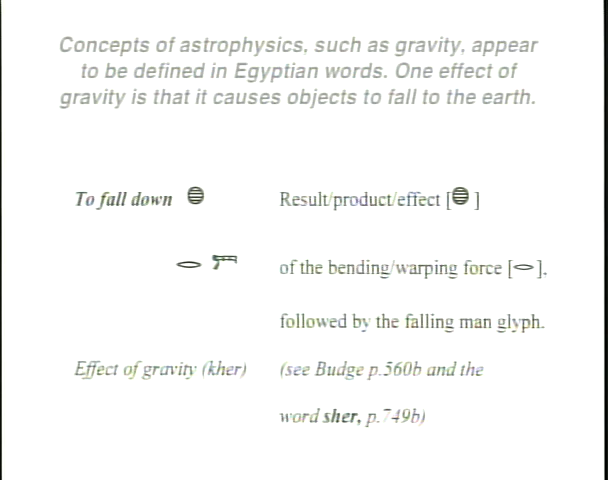 Concepts of astrophysics, such as gravity, appear
to be defined in Egyptian words. One effect of
gravity is that it causes objects to fall to the earth.
To fall down 𓐍 Result/product/effect [𓐍 ]
𓂋 𓀒 of the bending/warping force [𓂋].
followed by the falling man glyph.
Effect of gravity (kher) (see Budge p.560b and the
word sher, p.749b)